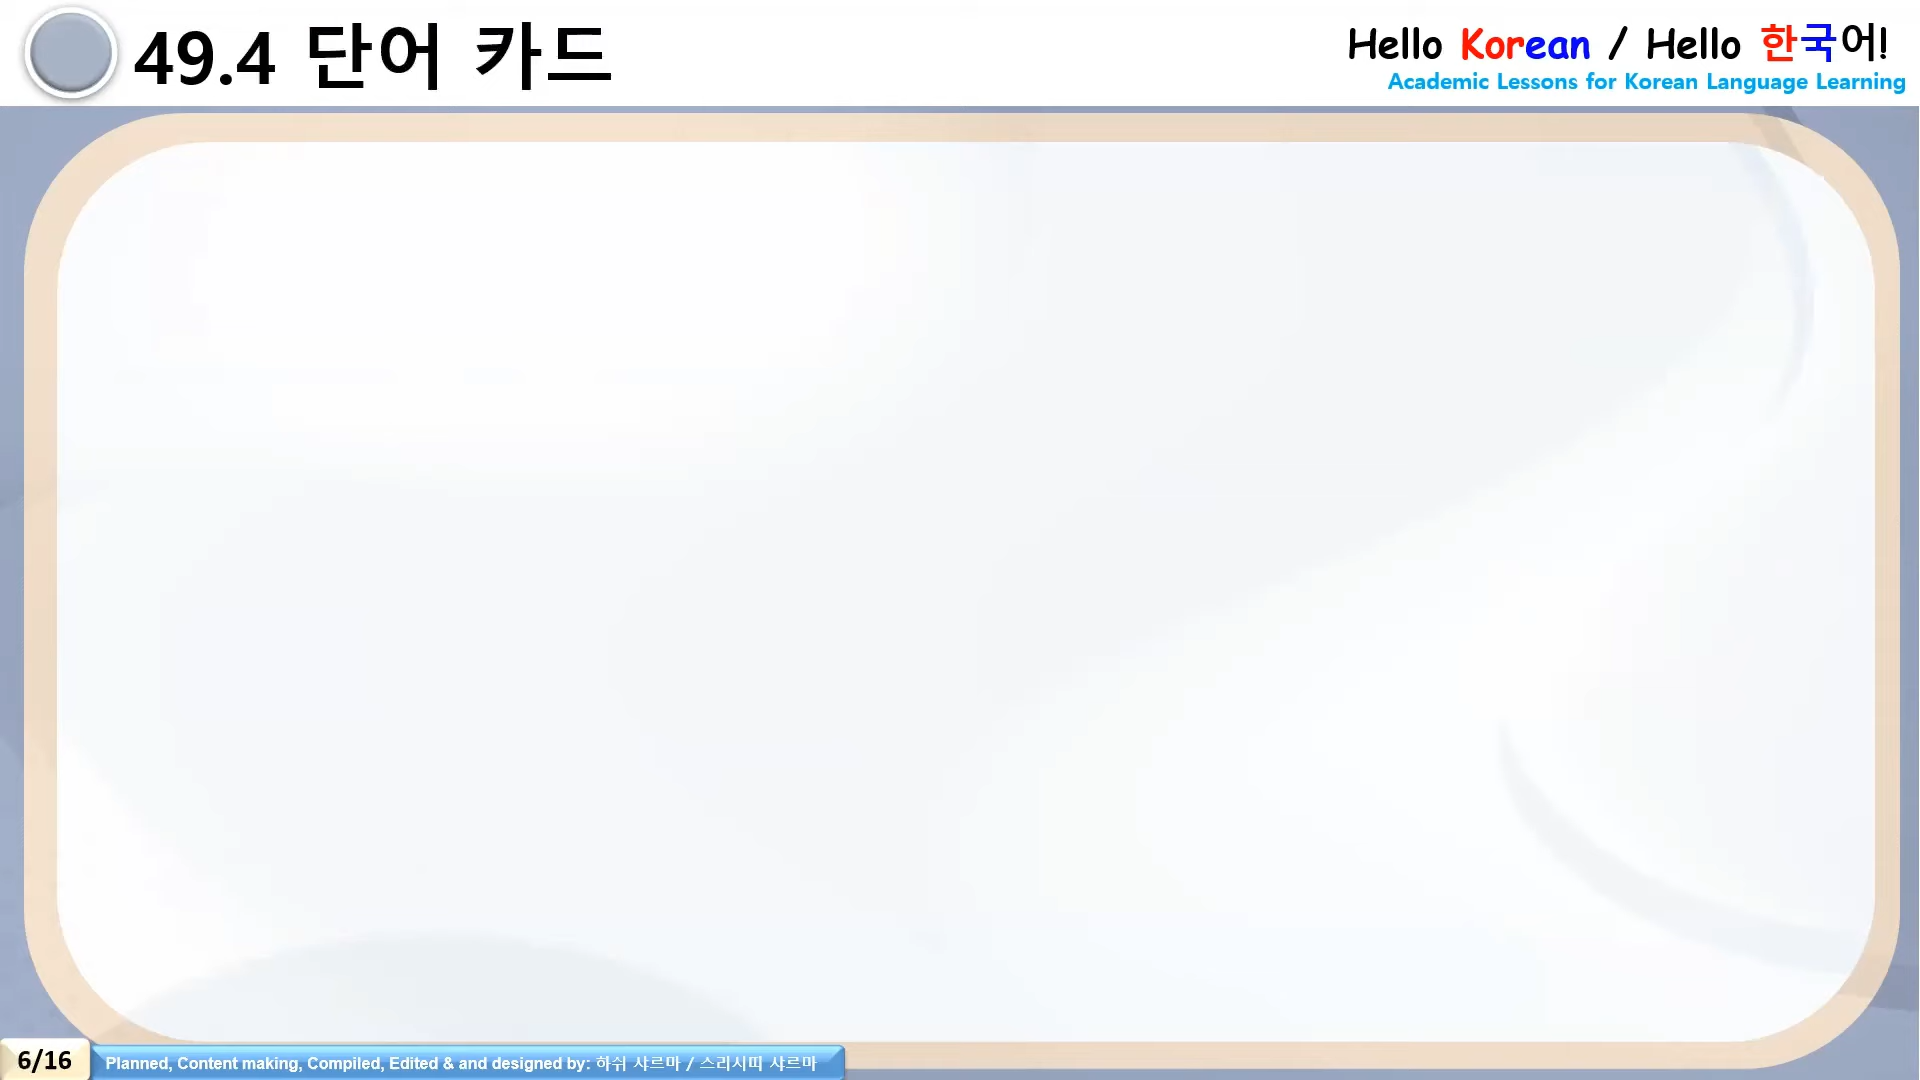 49.4 단어 카드
Hello Korean / Hello 한국어!
Academic Lessons for Korean Language Learning
6/16
Planned, Content making, Compiled, Edited & and designed by: 하쉬 샤르마 / 스리시띠 샤르마